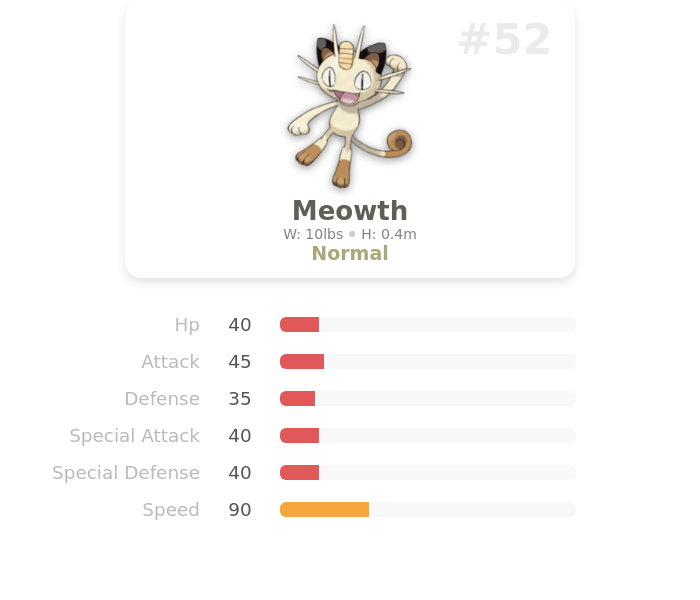 #52
Meowth
W: 10lbs • H: 0.4m
Normal
Hp 40
Attack 45
Defense 35
Special Attack 40
Special Defense 40
Speed 90